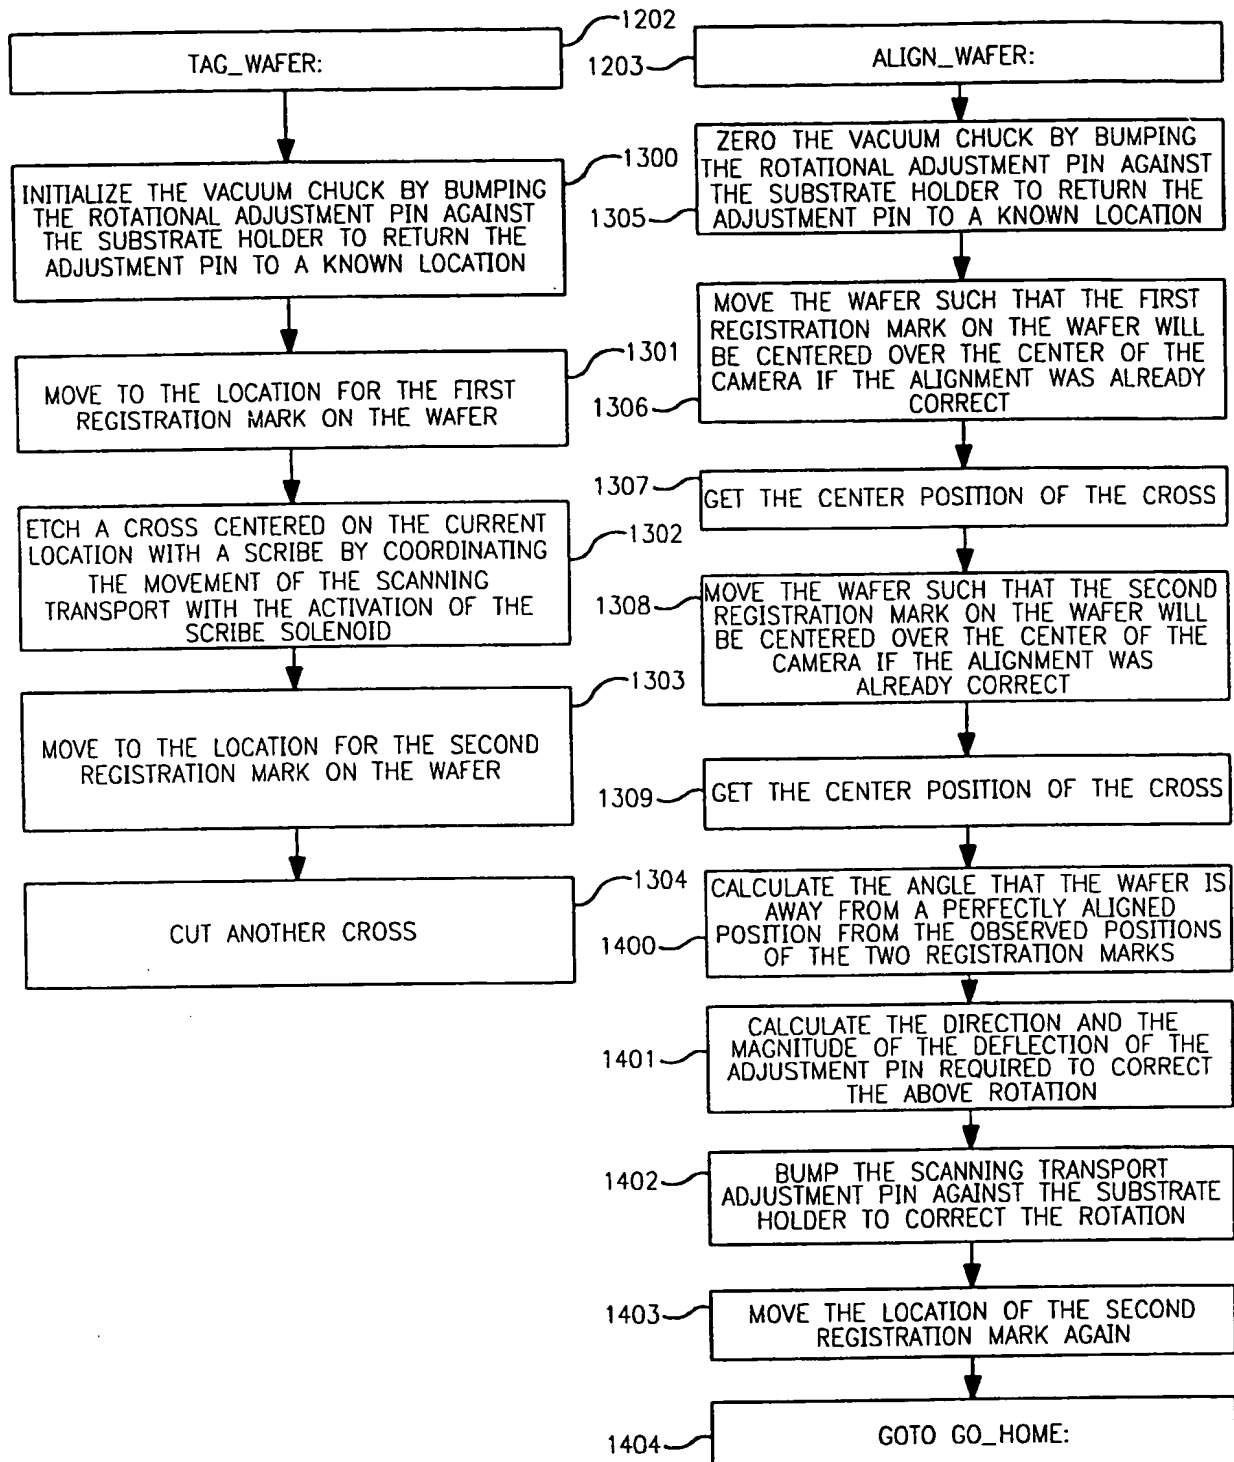 1202
TAG_WAFER:
1300
INITIALIZE THE VACUUM CHUCK BY BUMPING
THE ROTATIONAL ADJUSTMENT PIN AGAINST
THE SUBSTRATE HOLDER TO RETURN THE
ADJUSTMENT PIN TO A KNOWN LOCATION
1301
MOVE TO THE LOCATION FOR THE FIRST
REGISTRATION MARK ON THE WAFER
ETCH A CROSS CENTERED ON THE CURRENT
LOCATION WITH A SCRIBE BY COORDINATING
1302
THE MOVEMENT OF THE SCANNING
TRANSPORT WITH THE ACTIVATION OF THE
SCRIBE SOLENOID
1303
MOVE TO THE LOCATION FOR THE SECOND
REGISTRATION MARK ON THE WAFER
1304
CUT ANOTHER CROSS
1203
ALIGN_WAFER:
ZERO THE VACUUM CHUCK BY BUMPING
THE ROTATIONAL ADJUSTMENT PIN AGAINST
THE SUBSTRATE HOLDER TO RETURN THE
1305
ADJUSTMENT PIN TO A KNOWN LOCATION
MOVE THE WAFER SUCH THAT THE FIRST
REGISTRATION MARK ON THE WAFER WILL
BE CENTERED OVER THE CENTER OF THE
CAMERA IF THE ALIGNMENT WAS ALREADY
1306
CORRECT
1307
GET THE CENTER POSITION OF THE CROSS
MOVE THE WAFER SUCH THAT THE SECOND
1308
REGISTRATION MARK ON THE WAFER WILL
BE CENTERED OVER THE CENTER OF THE
CAMERA IF THE ALIGNMENT WAS
ALREADY CORRECT
1309
GET THE CENTER POSITION OF THE CROSS
CALCULATE THE ANGLE THAT THE WAFER IS
AWAY FROM A PERFECTLY ALIGNED
1400
POSITION FROM THE OBSERVED POSITIONS
OF THE TWO REGISTRATION MARKS
CALCULATE THE DIRECTION AND THE
MAGNITUDE OF THE DEFLECTION OF THE
1401
ADJUSTMENT PIN REQUIRED TO CORRECT
THE ABOVE ROTATION
1402
BUMP THE SCANNING TRANSPORT
ADJUSTMENT PIN AGAINST THE SUBSTRATE
HOLDER TO CORRECT THE ROTATION
1403
MOVE THE LOCATION OF THE SECOND
REGISTRATION MARK AGAIN
1404
GOTO GO_HOME: